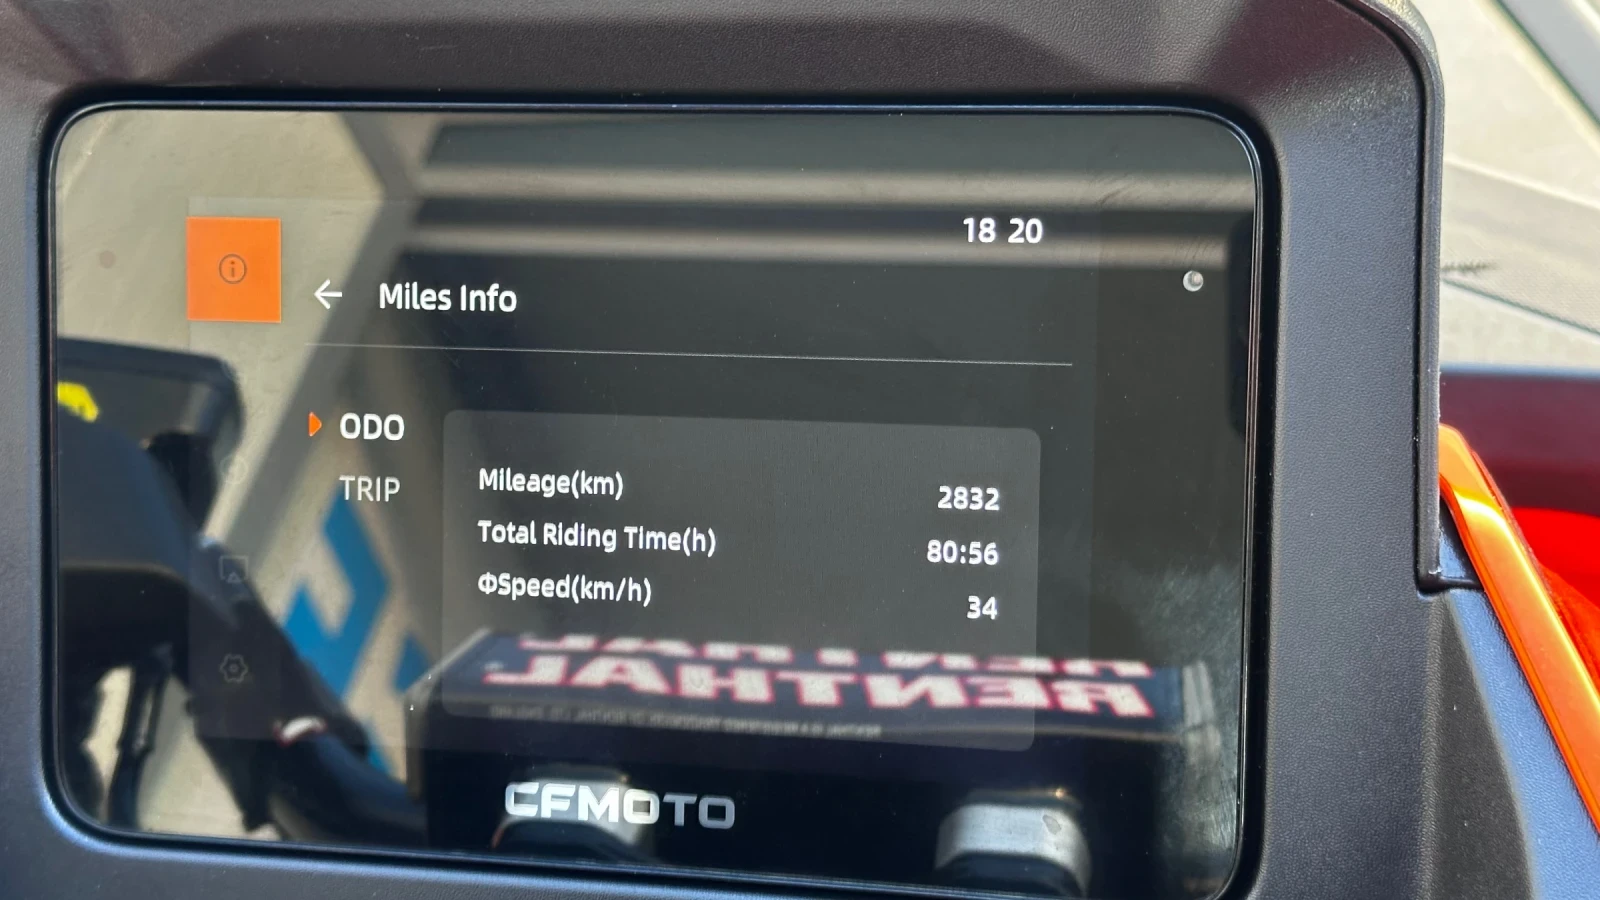 18 20
Miles Info
ODO
TRIP
Mileage(km) 2832
Total Riding Time(h) 80:56
ΦSpeed(km/h) 34
RENTHAL
CFMOTO